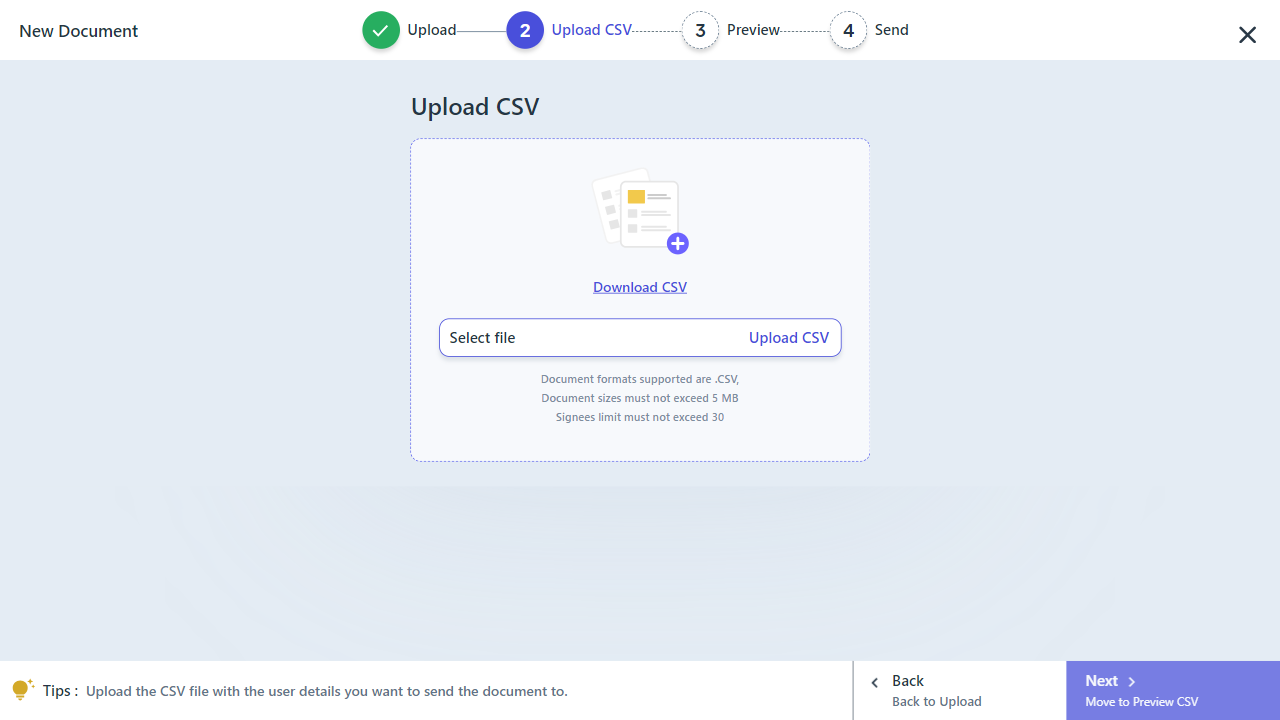 New Document
Upload
2 Upload CSV
3 Preview
4 Send
Upload CSV
Download CSV
Select file Upload CSV
Document formats supported are .CSV,
Document sizes must not exceed 5 MB
Signees limit must not exceed 30
Tips : Upload the CSV file with the user details you want to send the document to.
Back
Back to Upload
Next
Move to Preview CSV